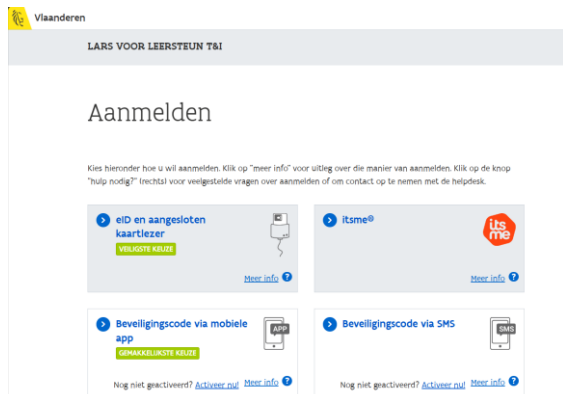 Vlaanderen
LARS VOOR LEERSTEUN T&I
Aanmelden
Kies hieronder hoe u wil aanmelden. Klik op "meer info" voor uitleg over die manier van aanmelden. Klik op de knop
"hulp nodig?" (rechts) voor veelgestelde vragen over aanmelden of om contact op te nemen met de helpdesk.
eID en aangesloten
kaartlezer
VEILIGSTE KEUZE
Meer info ?
itsme®
its
me
Meer info ?
Beveiligingscode via mobiele
app
APP
GEMAKKELIJKSTE KEUZE
Nog niet geactiveerd? Activeer nu! Meer info ?
Beveiligingscode via SMS
SMS
Nog niet geactiveerd? Activeer nu! Meer info ?